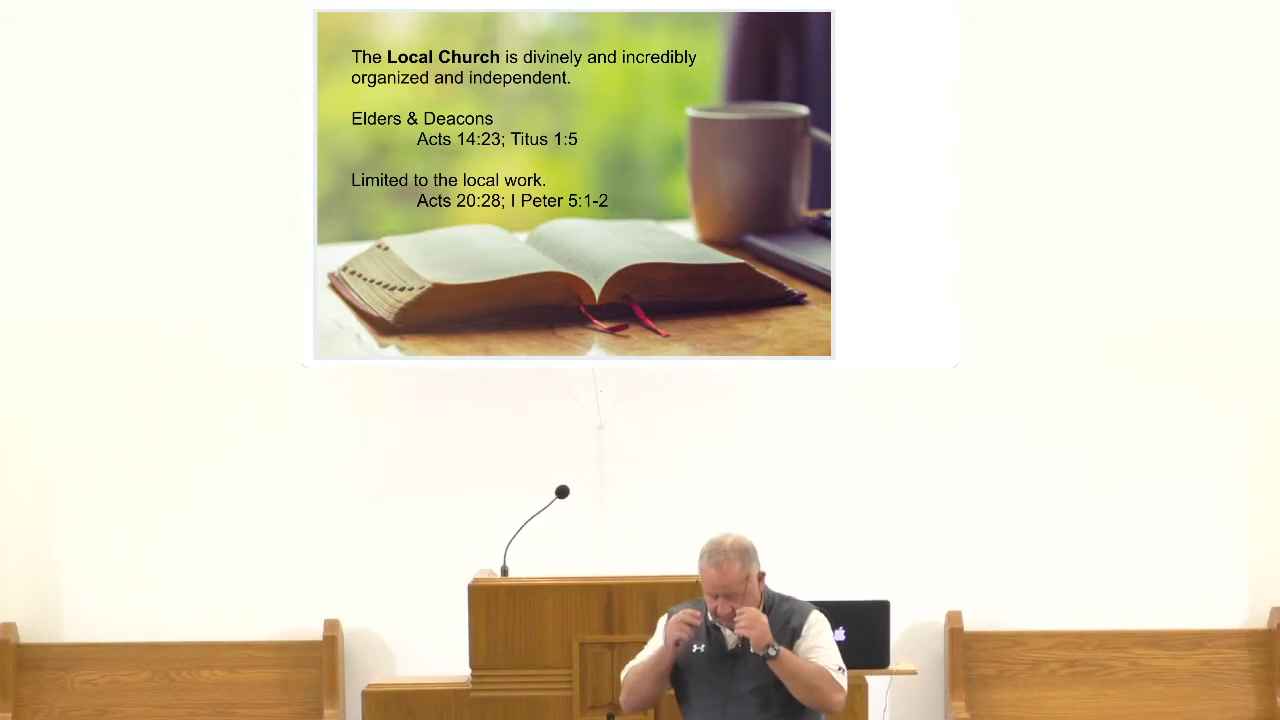 The Local Church is divinely and incredibly
organized and independent.
Elders & Deacons
Acts 14:23; Titus 1:5
Limited to the local work.
Acts 20:28; I Peter 5:1-2